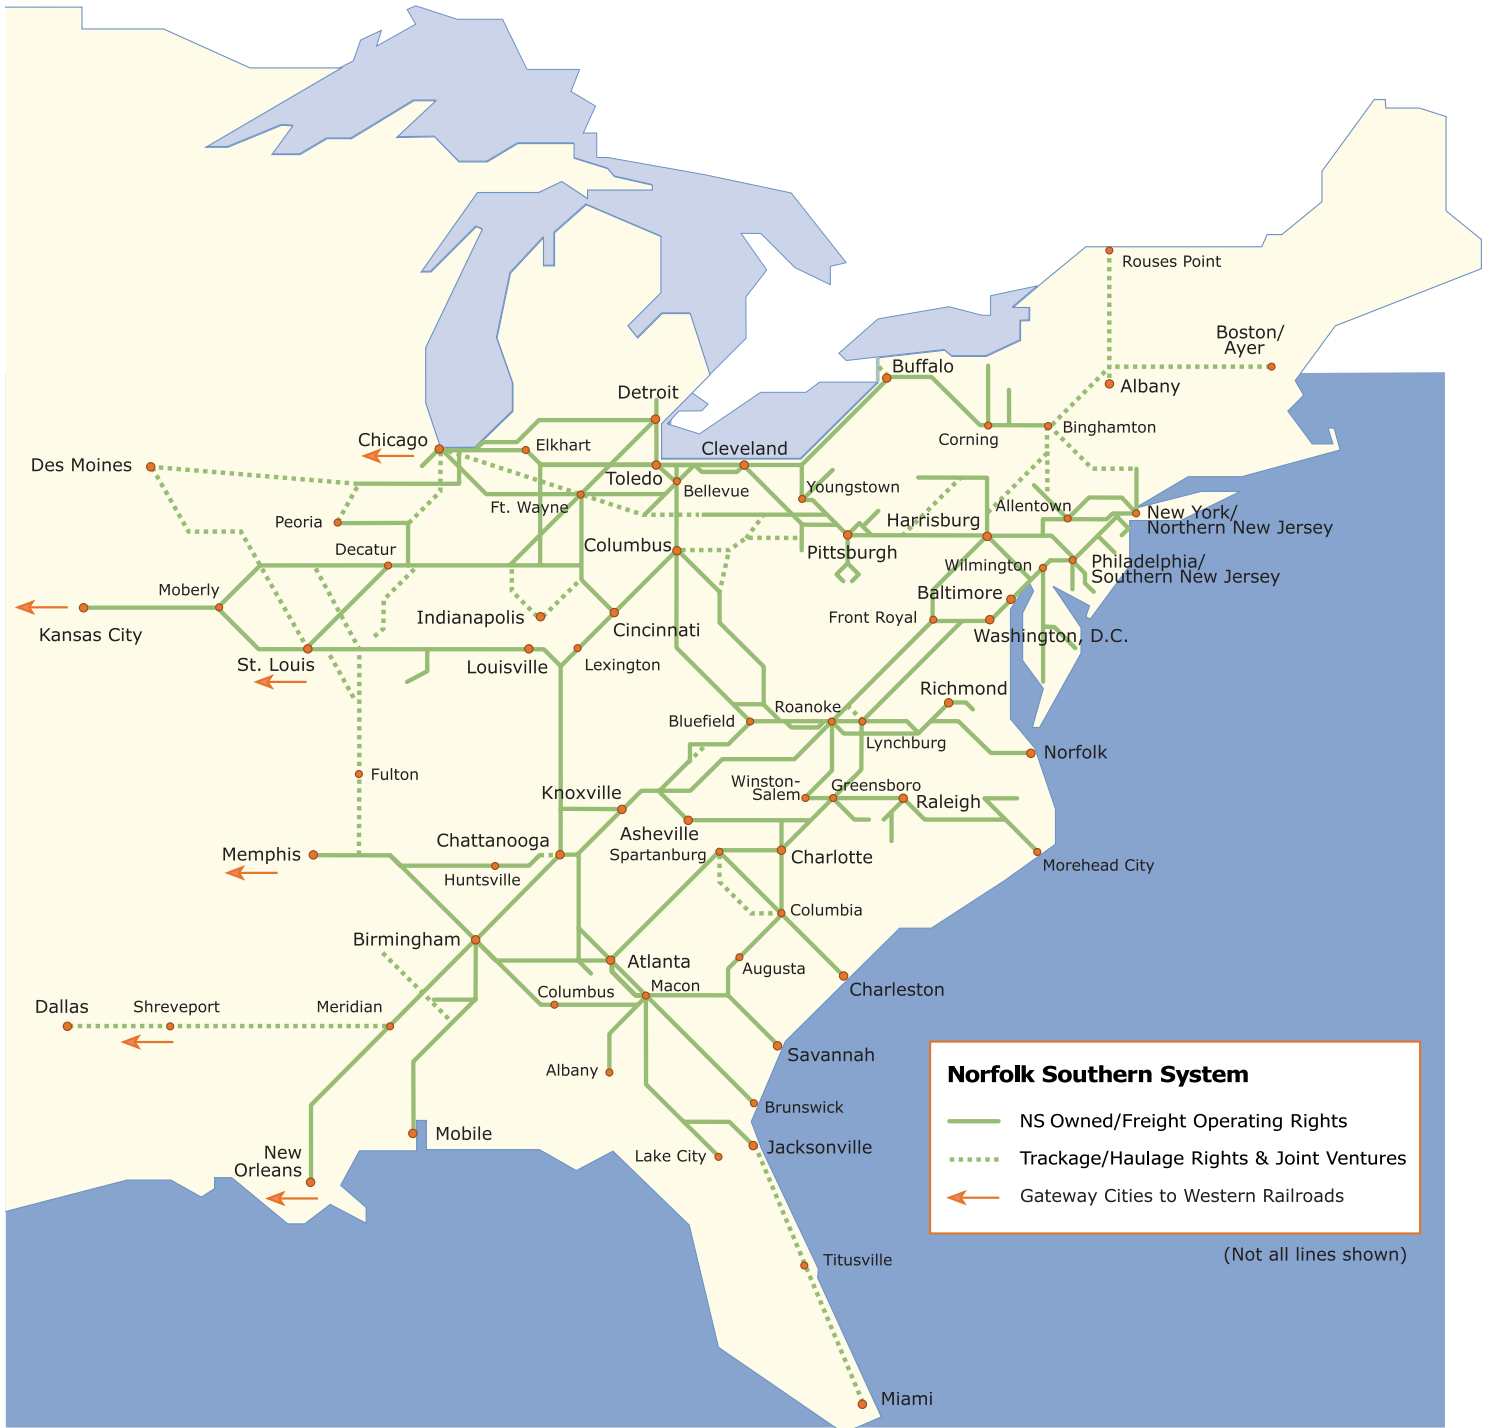 Rouses Point
Boston/
Ayer
Buffalo
Albany
Detroit
Corning
Binghamton
Chicago
Elkhart
Cleveland
Des Moines
Toledo
Bellevue
Youngstown
Ft. Wayne
Allentown
New York/
Northern New Jersey
Peoria
Harrisburg
Decatur
Columbus
Pittsburgh
Wilmington
Philadelphia/
Southern New Jersey
Moberly
Baltimore
Indianapolis
Front Royal
Kansas City
Cincinnati
Washington, D.C.
St. Louis
Louisville
Lexington
Richmond
Roanoke
Bluefield
Lynchburg
Norfolk
Fulton
Winston-
Salem
Knoxville
Greensboro
Raleigh
Asheville
Chattanooga
Memphis
Spartanburg
Charlotte
Morehead City
Huntsville
Columbia
Birmingham
Atlanta
Augusta
Columbus
Macon
Charleston
Dallas
Shreveport
Meridian
Savannah
Albany
Brunswick
Mobile
Jacksonville
New
Orleans
Lake City
Titusville
Miami
Norfolk Southern System
NS Owned/Freight Operating Rights
Trackage/Haulage Rights & Joint Ventures
Gateway Cities to Western Railroads
(Not all lines shown)